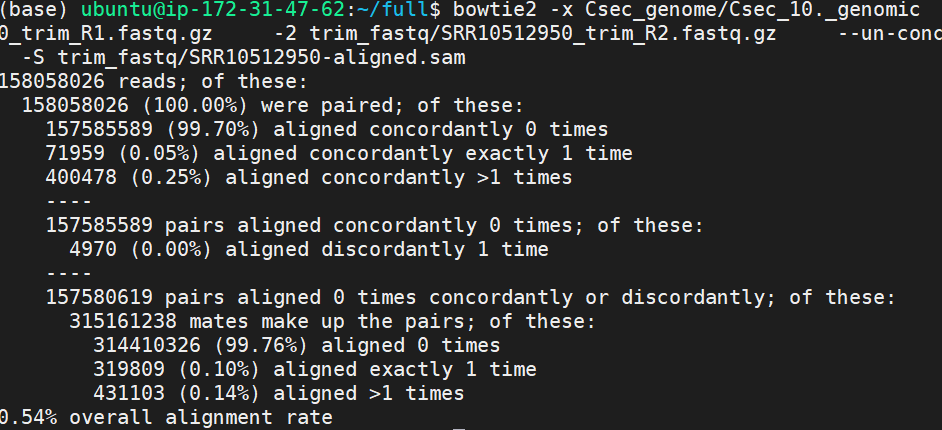 (base) ubuntu@ip-172-31-47-62:~/full$ bowtie2 -x Csec_genome/Csec_10._genomic
0_trim_R1.fastq.gz     -2 trim_fastq/SRR10512950_trim_R2.fastq.gz     --un-conc
  -S trim_fastq/SRR10512950-aligned.sam
158058026 reads; of these:
  158058026 (100.00%) were paired; of these:
    157585589 (99.70%) aligned concordantly 0 times
    71959 (0.05%) aligned concordantly exactly 1 time
    400478 (0.25%) aligned concordantly >1 times
    ----
    157585589 pairs aligned concordantly 0 times; of these:
      4970 (0.00%) aligned discordantly 1 time
    ----
    157580619 pairs aligned 0 times concordantly or discordantly; of these:
      315161238 mates make up the pairs; of these:
        314410326 (99.76%) aligned 0 times
        319809 (0.10%) aligned exactly 1 time
        431103 (0.14%) aligned >1 times
0.54% overall alignment rate